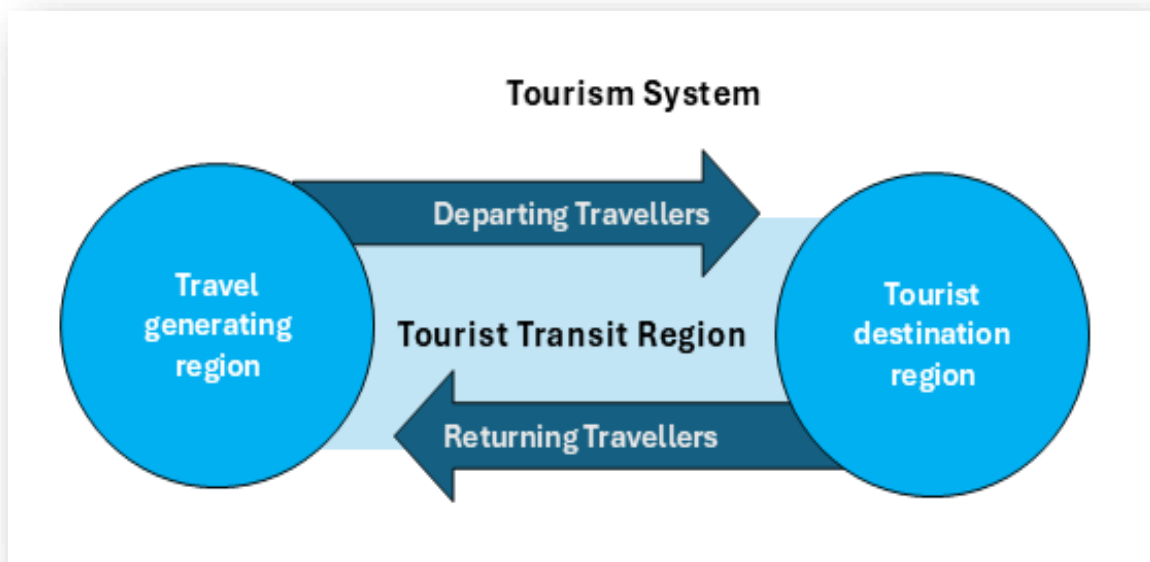 Tourism System
Departing Travellers
Travel
generating
region
Tourist Transit Region
Tourist
destination
region
Returning Travellers